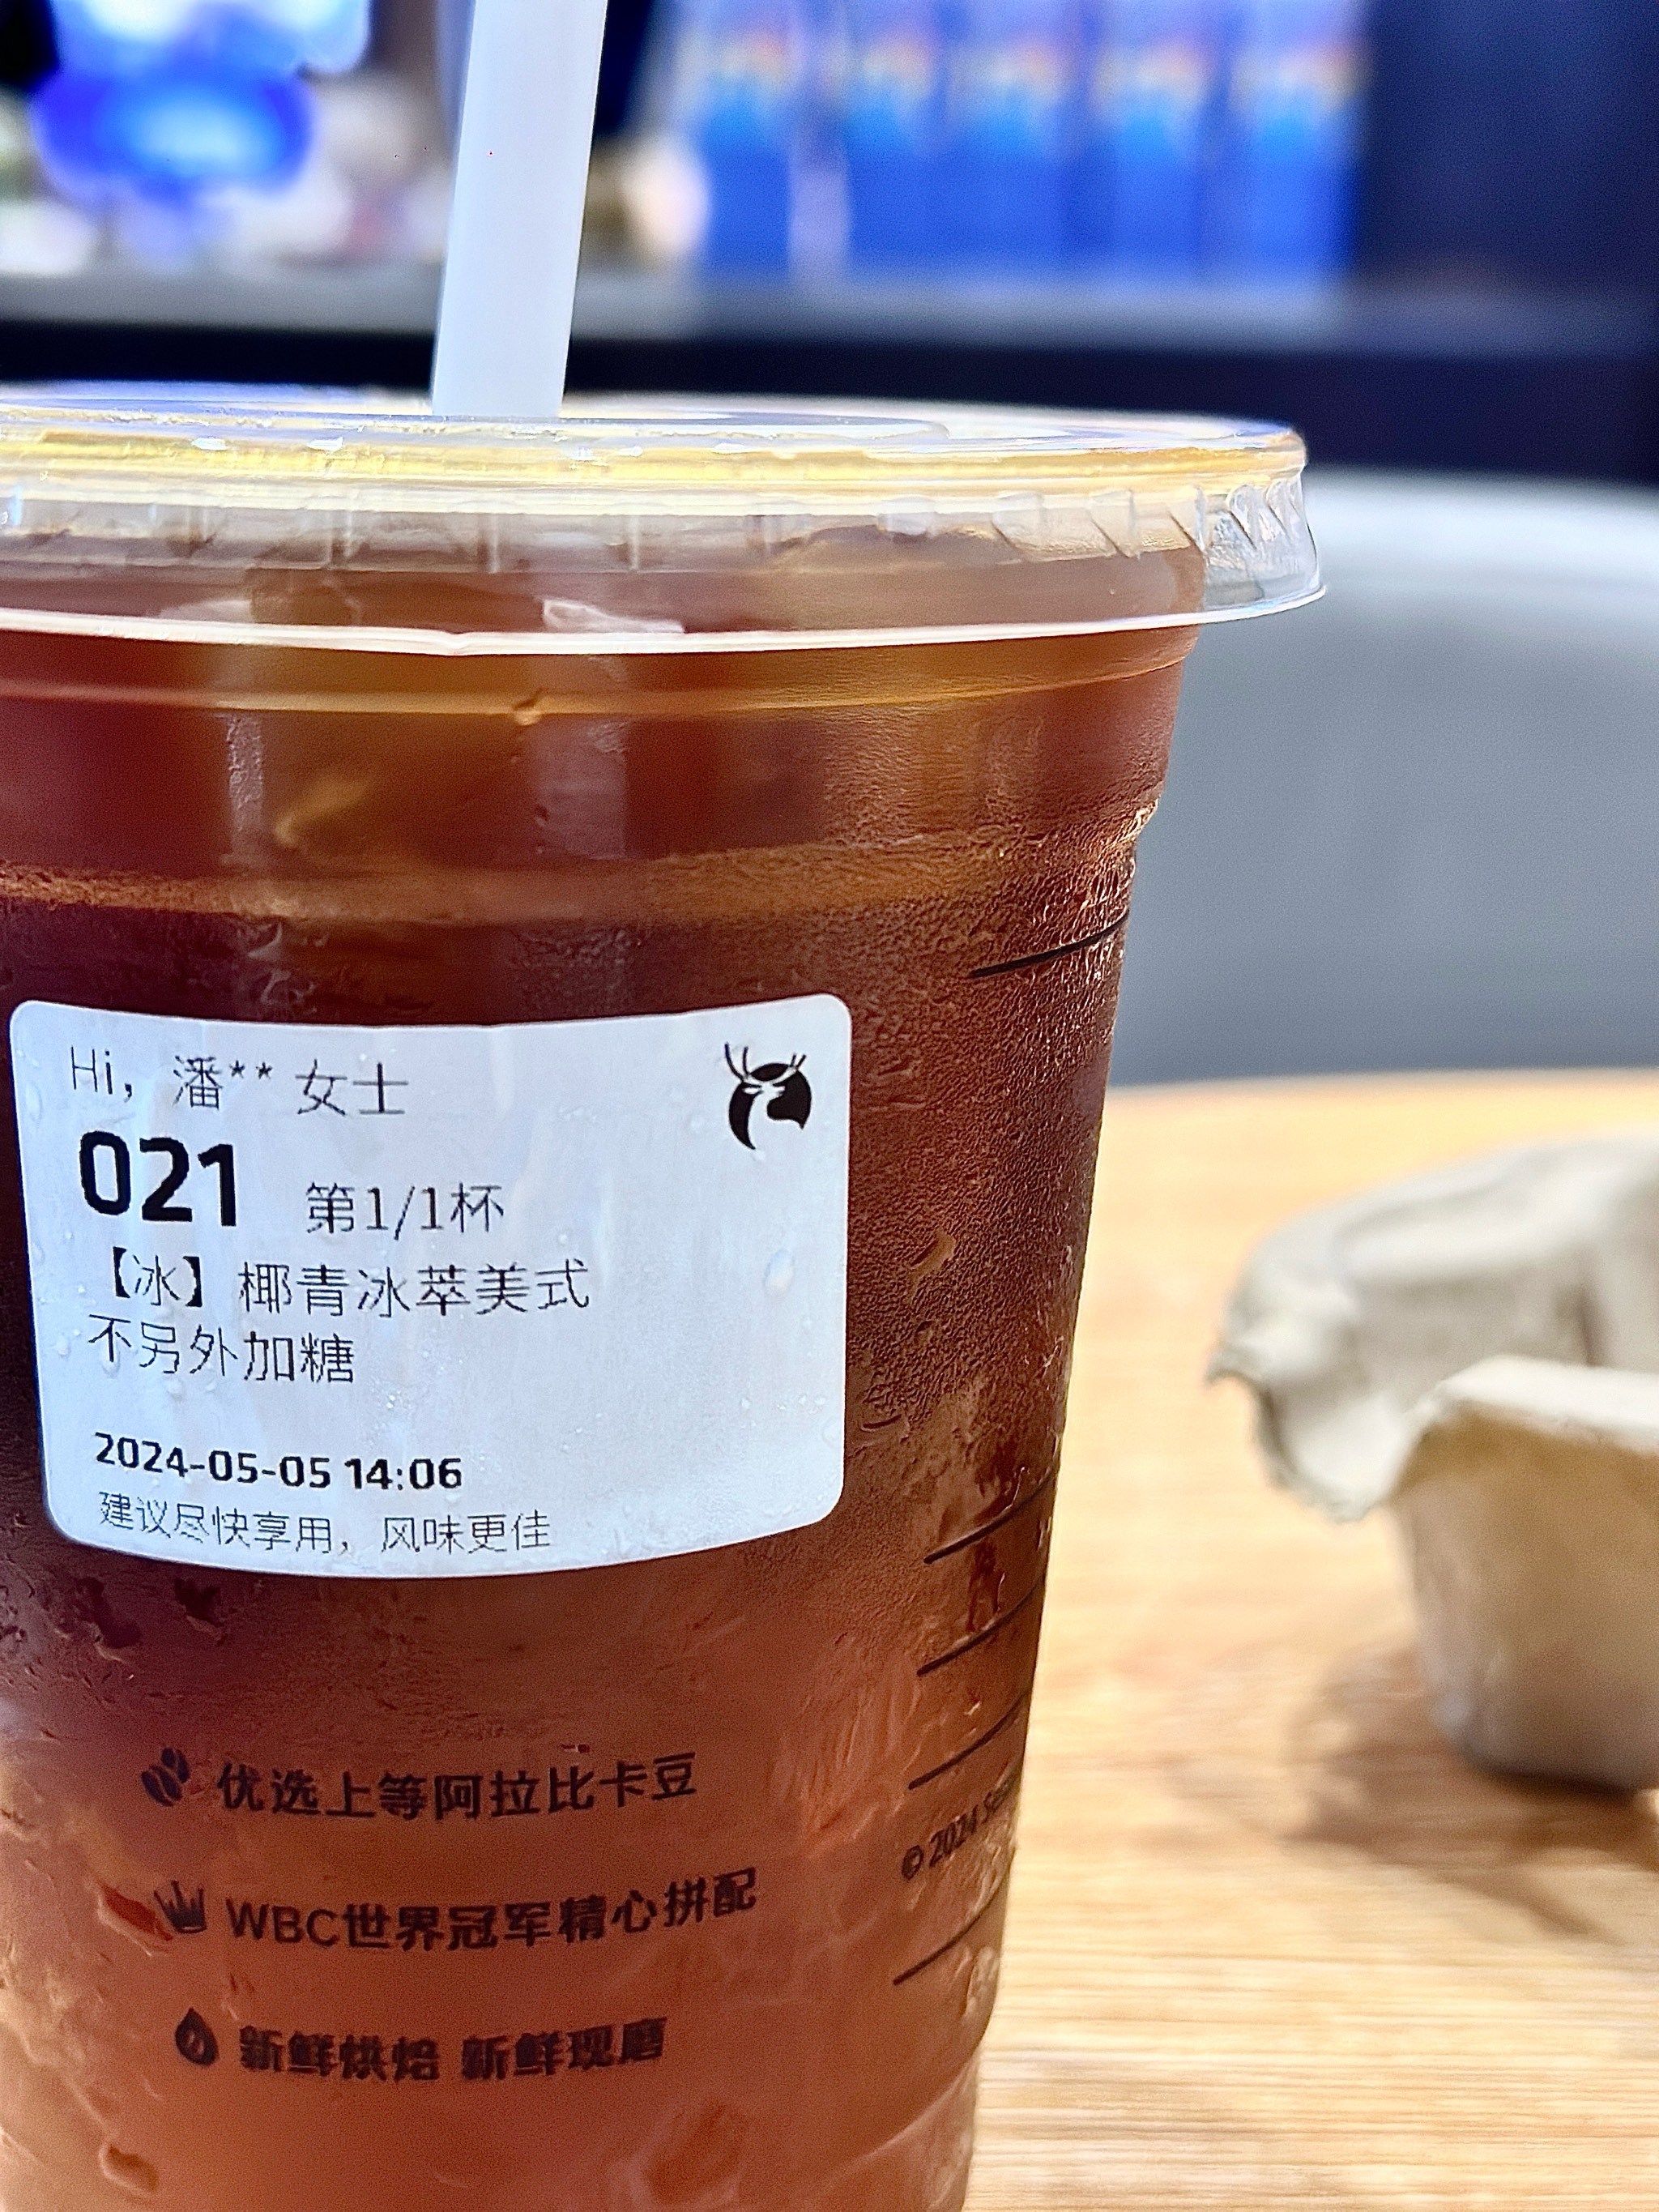 Hi，潘** 女士
021 第1/1杯
【冰】椰青冰萃美式
不另外加糖
2024-05-05 14:06
建议尽快享用，风味更佳
优选上等阿拉比卡豆
WBC世界冠军精心拼配
新鲜烘焙 新鲜现磨
© 2024